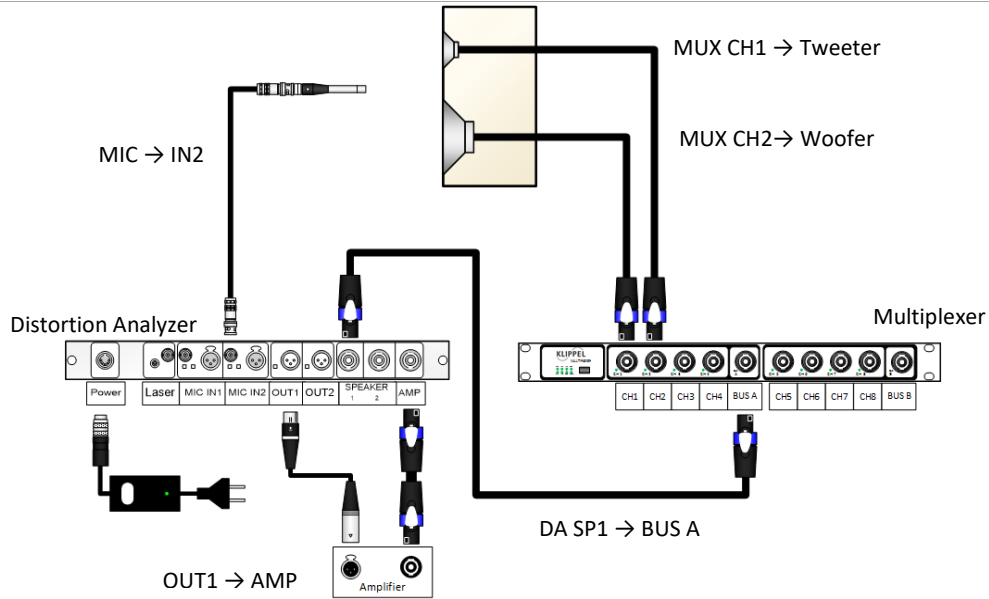 MUX CH1 → Tweeter
MUX CH2→ Woofer
MIC → IN2
Distortion Analyzer
Multiplexer
KLIPPEL
Power
Laser
MIC IN1
MIC IN2
OUT1
OUT2
SPEAKER
1 2
AMP
CH1
CH2
CH3
CH4
BUS A
CH5
CH6
CH7
CH8
BUS B
DA SP1 → BUS A
OUT1 → AMP
Amplifier